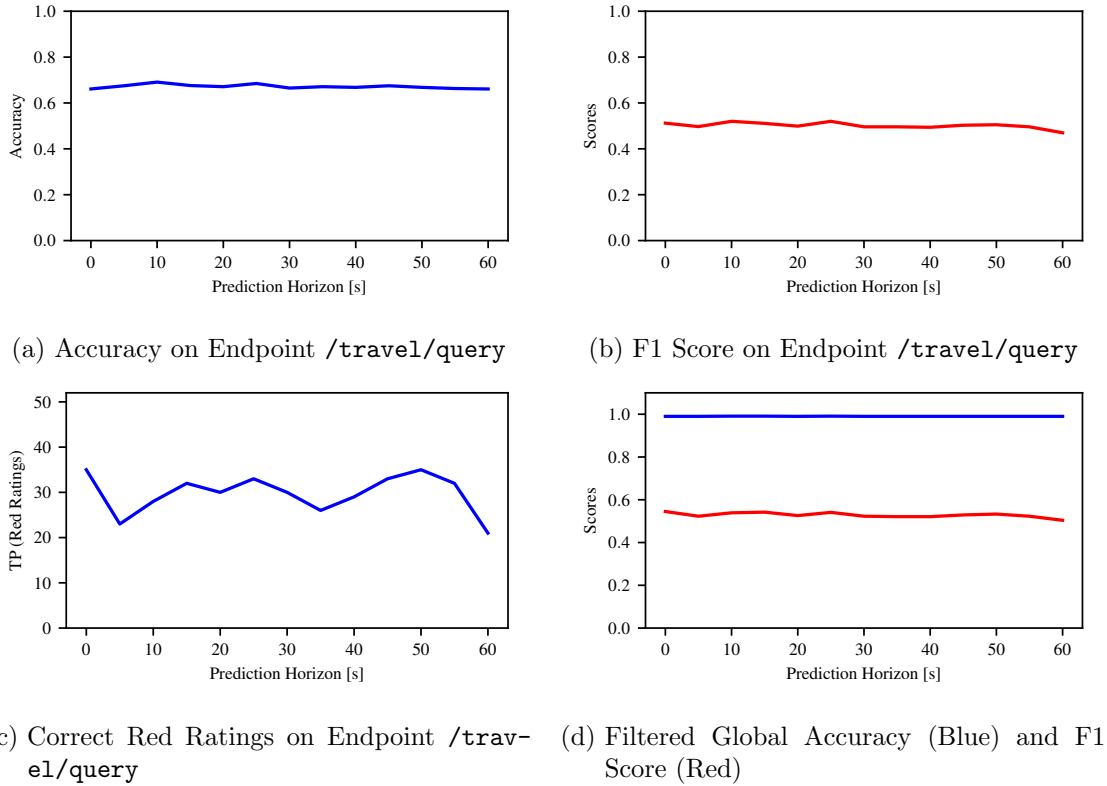 1.0
0.8
0.6
0.4
0.2
0.0
Accuracy
0 10 20 30 40 50 60
Prediction Horizon [s]
(a) Accuracy on Endpoint /travel/query
1.0
0.8
0.6
0.4
0.2
0.0
Scores
0 10 20 30 40 50 60
Prediction Horizon [s]
(b) F1 Score on Endpoint /travel/query
50
40
30
20
10
0
TP (Red Ratings)
0 10 20 30 40 50 60
Prediction Horizon [s]
c) Correct Red Ratings on Endpoint /trav-
el/query
1.0
0.8
0.6
0.4
0.2
0.0
Scores
0 10 20 30 40 50 60
Prediction Horizon [s]
(d) Filtered Global Accuracy (Blue) and F1
Score (Red)